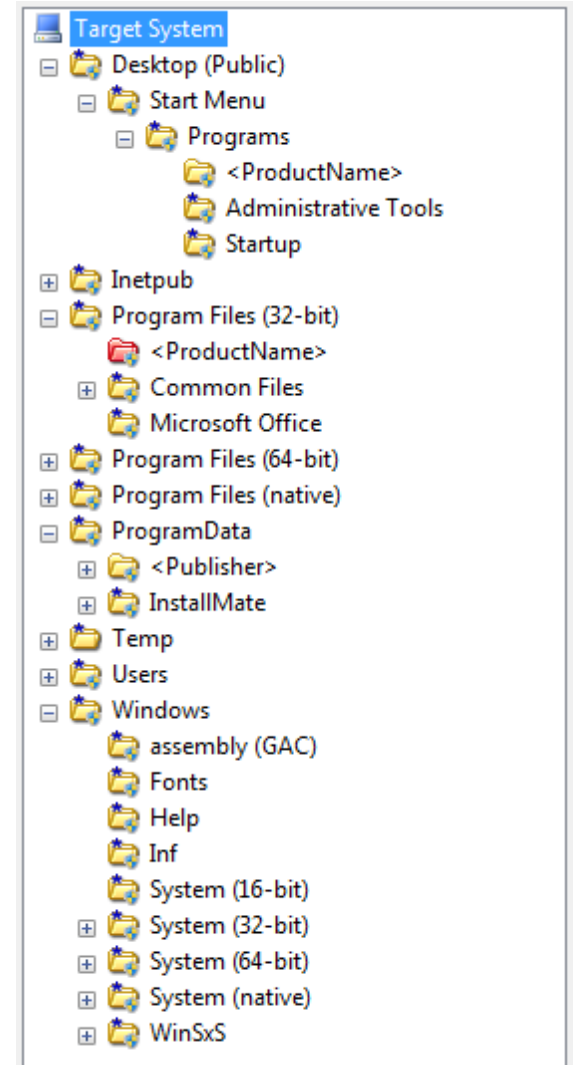 Target System
Desktop (Public)
Start Menu
Programs
<ProductName>
Administrative Tools
Startup
Inetpub
Program Files (32-bit)
<ProductName>
Common Files
Microsoft Office
Program Files (64-bit)
Program Files (native)
ProgramData
<Publisher>
InstallMate
Temp
Users
Windows
assembly (GAC)
Fonts
Help
Inf
System (16-bit)
System (32-bit)
System (64-bit)
System (native)
WinSxS